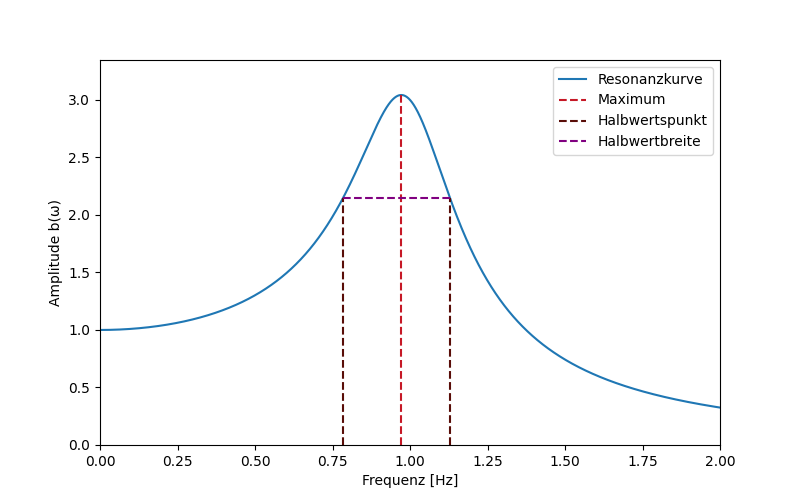 Resonanzkurve
Maximum
Halbwertspunkt
Halbwertbreite
Amplitude b(ω)
3.0
2.5
2.0
1.5
1.0
0.5
0.0
0.00 0.25 0.50 0.75 1.00 1.25 1.50 1.75 2.00
Frequenz [Hz]